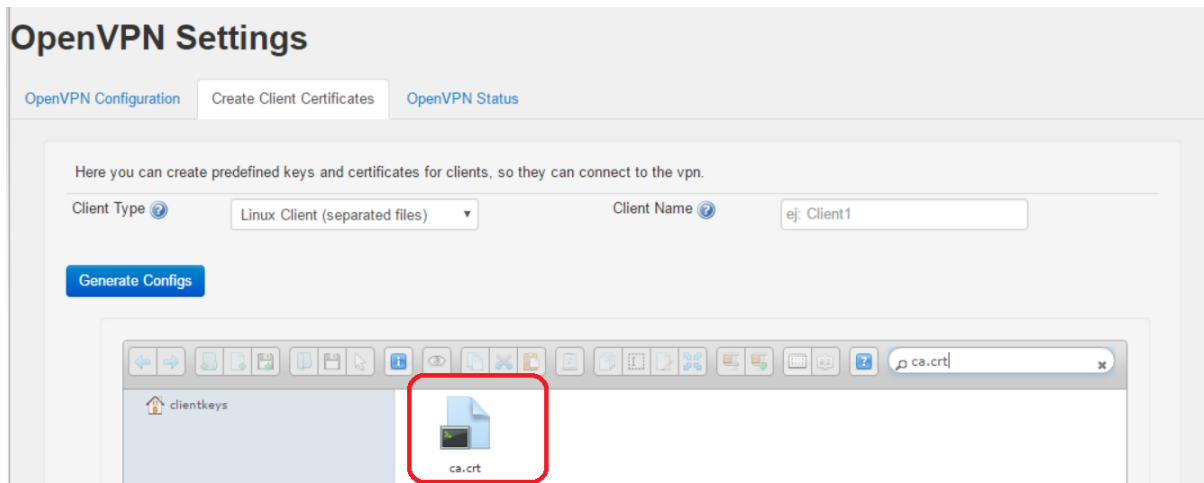 OpenVPN Settings
OpenVPN Configuration Create Client Certificates OpenVPN Status
Here you can create predefined keys and certificates for clients, so they can connect to the vpn.
Client Type Linux Client (separated files) Client Name ej: Client1
Generate Configs
ca.crt
clientkeys
ca.crt